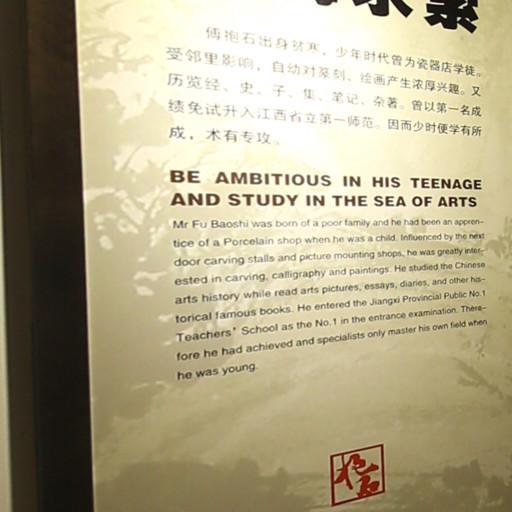 傅抱石出身贫寒，少年时代曾为瓷器店学徒。
受邻里影响，自动对篆刻、绘画产生浓厚兴趣。又
历览经、史、子、集、笔记、杂著。曾以第一名成
绩免试升入江西省立第一师范。因而少时便学有所
成，术有专攻。
BE AMBITIOUS IN HIS TEENAGE
AND STUDY IN THE SEA OF ARTS
Mr Fu Baoshi was born of a poor family and he had been an appren-
tice of a Porcelain shop when he was a child. Influenced by the next
door carving stalls and picture mounting shops, he was greatly inter-
ested in carving, calligraphy and paintings. He studied the Chinese
arts history while read arts pictures, essays, diaries, and other his-
torical famous books. He entered the Jiangxi Provincial Public No.1
Teachers' School as the No.1 in the entrance examination. There-
fore he had achieved and specialists only master his own field when
he was young.